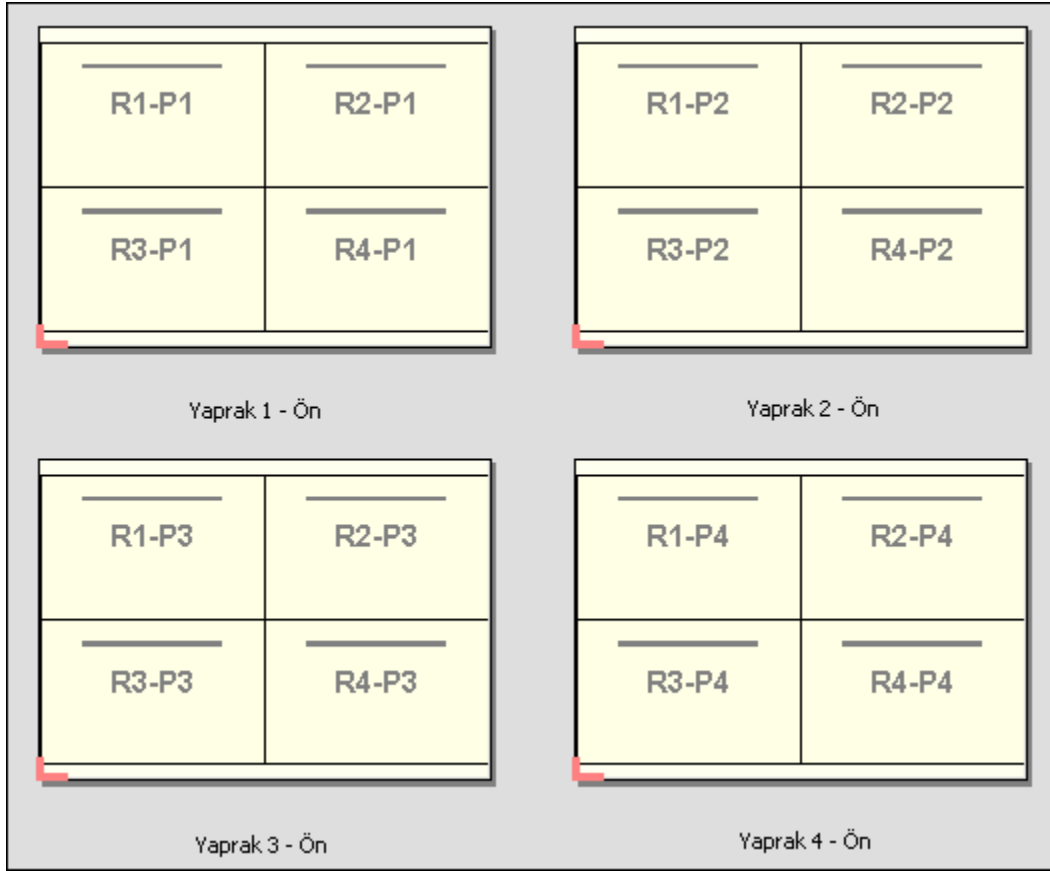 R1-P1 R2-P1
R3-P1 R4-P1
Yaprak 1 - Ön
R1-P2 R2-P2
R3-P2 R4-P2
Yaprak 2 - Ön
R1-P3 R2-P3
R3-P3 R4-P3
Yaprak 3 - Ön
R1-P4 R2-P4
R3-P4 R4-P4
Yaprak 4 - Ön